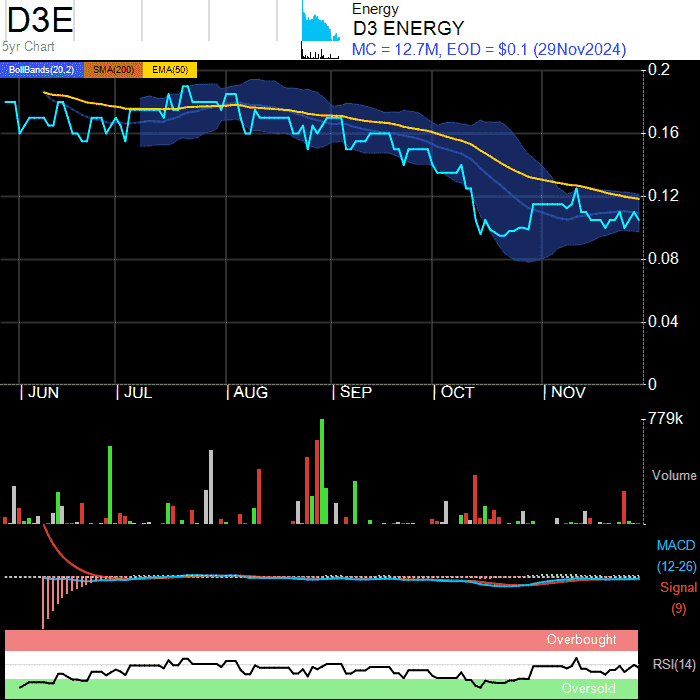 D3E
5yr Chart
Energy
D3 ENERGY
MC = 12.7M, EOD = $0.1 (29Nov2024)
BollBands(20,2) SMA(200) EMA(50)
0.2
0.16
0.12
0.08
0.04
0
JUN JUL AUG SEP OCT NOV
779k
Volume
MACD
(12-26)
Signal
(9)
Overbought
RSI(14)
Oversold